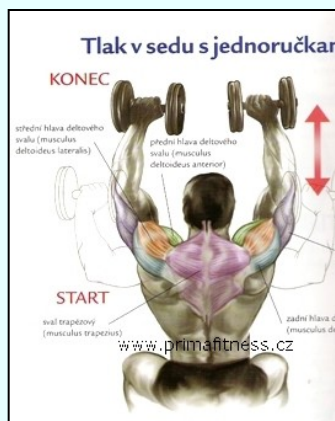 Tlak v sedu s
KONEC
střední hlava deltového
svalu (musculus
deltoideus lateralis)
přední hlava deltového
svalu (musculus
deltoideus anterior)
START
sval trapézový
(musculus trapezius)
zadní hlava
(musculus
www.primafitness.cz